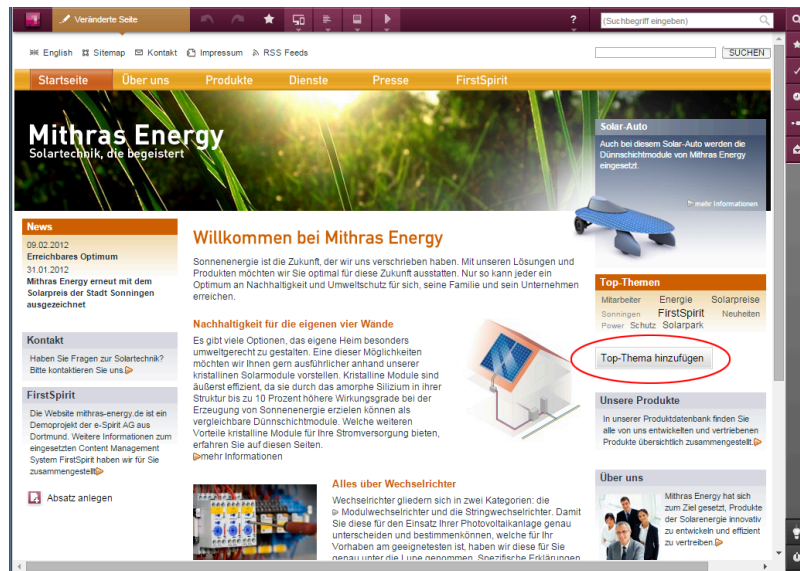 Veränderte Seite
?
(Suchbegriff eingeben)
English Sitemap Kontakt Impressum RSS Feeds
SUCHEN
Startseite Über uns Produkte Dienste Presse FirstSpirit
Mithras Energy
Solartechnik, die begeistert
Solar-Auto
Auch bei diesem Solar-Auto werden die
Dünnschichtmodule von Mithras Energy
eingesetzt.
mehr Informationen
News
09.02.2012
Erreichbares Optimum
31.01.2012
Mithras Energy erneut mit dem
Solarpreis der Stadt Sonningen
ausgezeichnet
Kontakt
Haben Sie Fragen zur Solartechnik?
Bitte kontaktieren Sie uns.
FirstSpirit
Die Website mithras-energy.de ist ein
Demoprojekt der e-Spirit AG aus
Dortmund. Weitere Informationen zum
eingesetzten Content Management
System FirstSpirit haben wir für Sie
zusammengestellt
Absatz anlegen
Willkommen bei Mithras Energy
Sonnenenergie ist die Zukunft, der wir uns verschrieben haben. Mit unseren Lösungen und
Produkten möchten wir Sie optimal für diese Zukunft ausstatten. Nur so kann jeder ein
Optimum an Nachhaltigkeit und Umweltschutz für sich, seine Familie und sein Unternehmen
erreichen.
Nachhaltigkeit für die eigenen vier Wände
Es gibt viele Optionen, das eigene Heim besonders
umweltgerecht zu gestalten. Eine dieser Möglichkeiten
möchten wir Ihnen gern ausführlicher anhand unserer
kristallinen Solarmodule vorstellen. Kristalline Module sind
äußerst effizient, da sie durch das amorphe Silizium in ihrer
Struktur bis zu 10 Prozent höhere Wirkungsgrade bei der
Erzeugung von Sonnenenergie erzielen können als
vergleichbare Dünnschichtmodule. Welche weiteren
Vorteile kristalline Module für Ihre Stromversorgung bieten,
erfahren Sie auf diesen Seiten.
mehr Informationen
Alles über Wechselrichter
Wechselrichter gliedern sich in zwei Kategorien: die
Modulwechselrichter und die Stringwechselrichter. Damit
Sie diese für den Einsatz Ihrer Photovoltaikanlage genau
unterscheiden und bestimmenkönnen, welche für Ihr
Vorhaben am geeignetesten ist, haben wir diese für Sie
genau unter die Lupe genommen. Spezifische Erklärungen
Top-Themen
Mitarbeiter Energie Solarpreise
Sonningen FirstSpirit Neuheiten
Power Schutz Solarpark
Top-Thema hinzufügen
Unsere Produkte
In unserer Produktdatenbank finden Sie
alle von uns entwickelten und vertriebenen
Produkte übersichtlich zusammengestellt.
Über uns
Mithras Energy hat sich
zum Ziel gesetzt, Produkte
der Solarenergie innovativ
zu entwickeln und effizient
zu vertreiben.